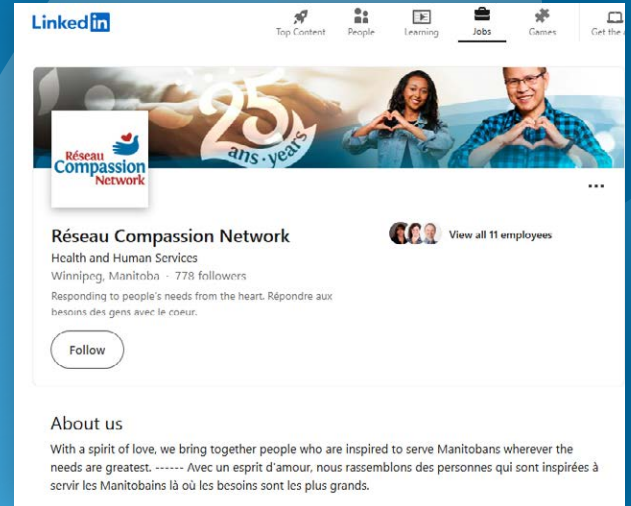 LinkedIn
Top Content People Learning Jobs Games Get the
25
ans • years
Réseau
Compassion
Network
Réseau Compassion Network
View all 11 employees
Health and Human Services
Winnipeg, Manitoba · 778 followers
Responding to people's needs from the heart. Répondre aux
besoins des gens avec le coeur.
Follow
About us
With a spirit of love, we bring together people who are inspired to serve Manitobans wherever the
needs are greatest. ------ Avec un esprit d'amour, nous rassemblons des personnes qui sont inspirées à
servir les Manitobains là où les besoins sont les plus grands.